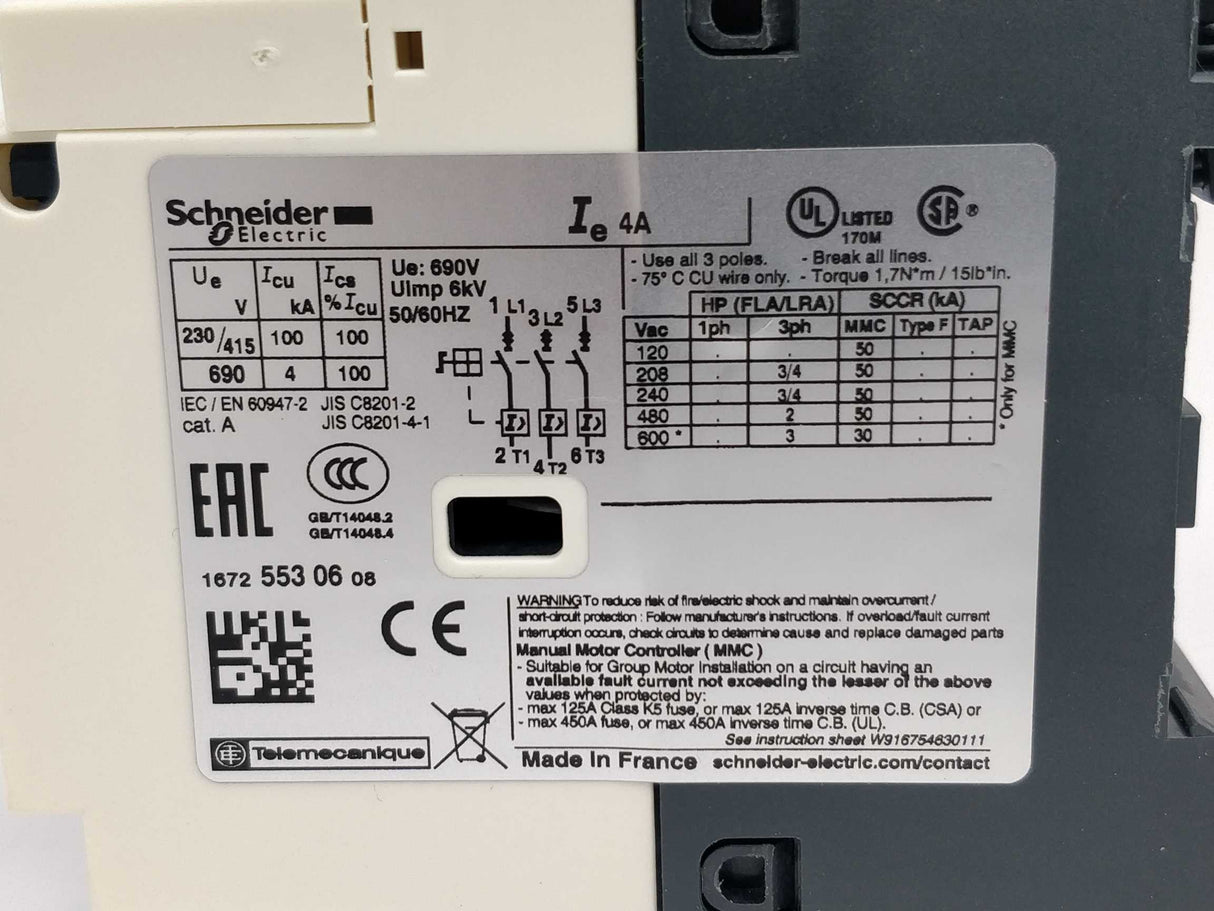 Schneider
Electric
Ie 4A
UL LISTED
170M
SA ®
Ue
V
Icu
kA
Ics
% Icu
230/415 100 100
690 4 100
Ue: 690V
UImp 6kV
50/60HZ
1 L1 3 L2 5 L3
I> I> I>
2 T1 4 T2 6 T3
- Use all 3 poles. - Break all lines.
- 75° C CU wire only. - Torque 1,7N*m / 15lb*in.
HP (FLA/LRA) SCCR (kA)
Vac 1ph 3ph MMC Type F TAP
120 . . 50 . .
208 . 3/4 50 . .
240 . 3/4 50 . .
480 . 2 50 . .
600 * . 3 30 . .
* Only for MMC
IEC / EN 60947-2 JIS C8201-2
cat. A JIS C8201-4-1
EAC
CCC
GB/T14048.2
GB/T14048.4
1672 553 06 08
CE
WARNING To reduce risk of fire/electric shock and maintain overcurrent /
short-circuit protection : Follow manufacturer's instructions. If overload/fault current
interruption occurs, check circuits to determine cause and replace damaged parts
Manual Motor Controller ( MMC )
- Suitable for Group Motor Installation on a circuit having an
available fault current not exceeding the lesser of the above
values when protected by:
- max 125A Class K5 fuse, or max 125A inverse time C.B. (CSA) or
- max 450A fuse, or max 450A inverse time C.B. (UL).
See instruction sheet W916754630111
TE Telemecanique
Made in France schneider-electric.com/contact